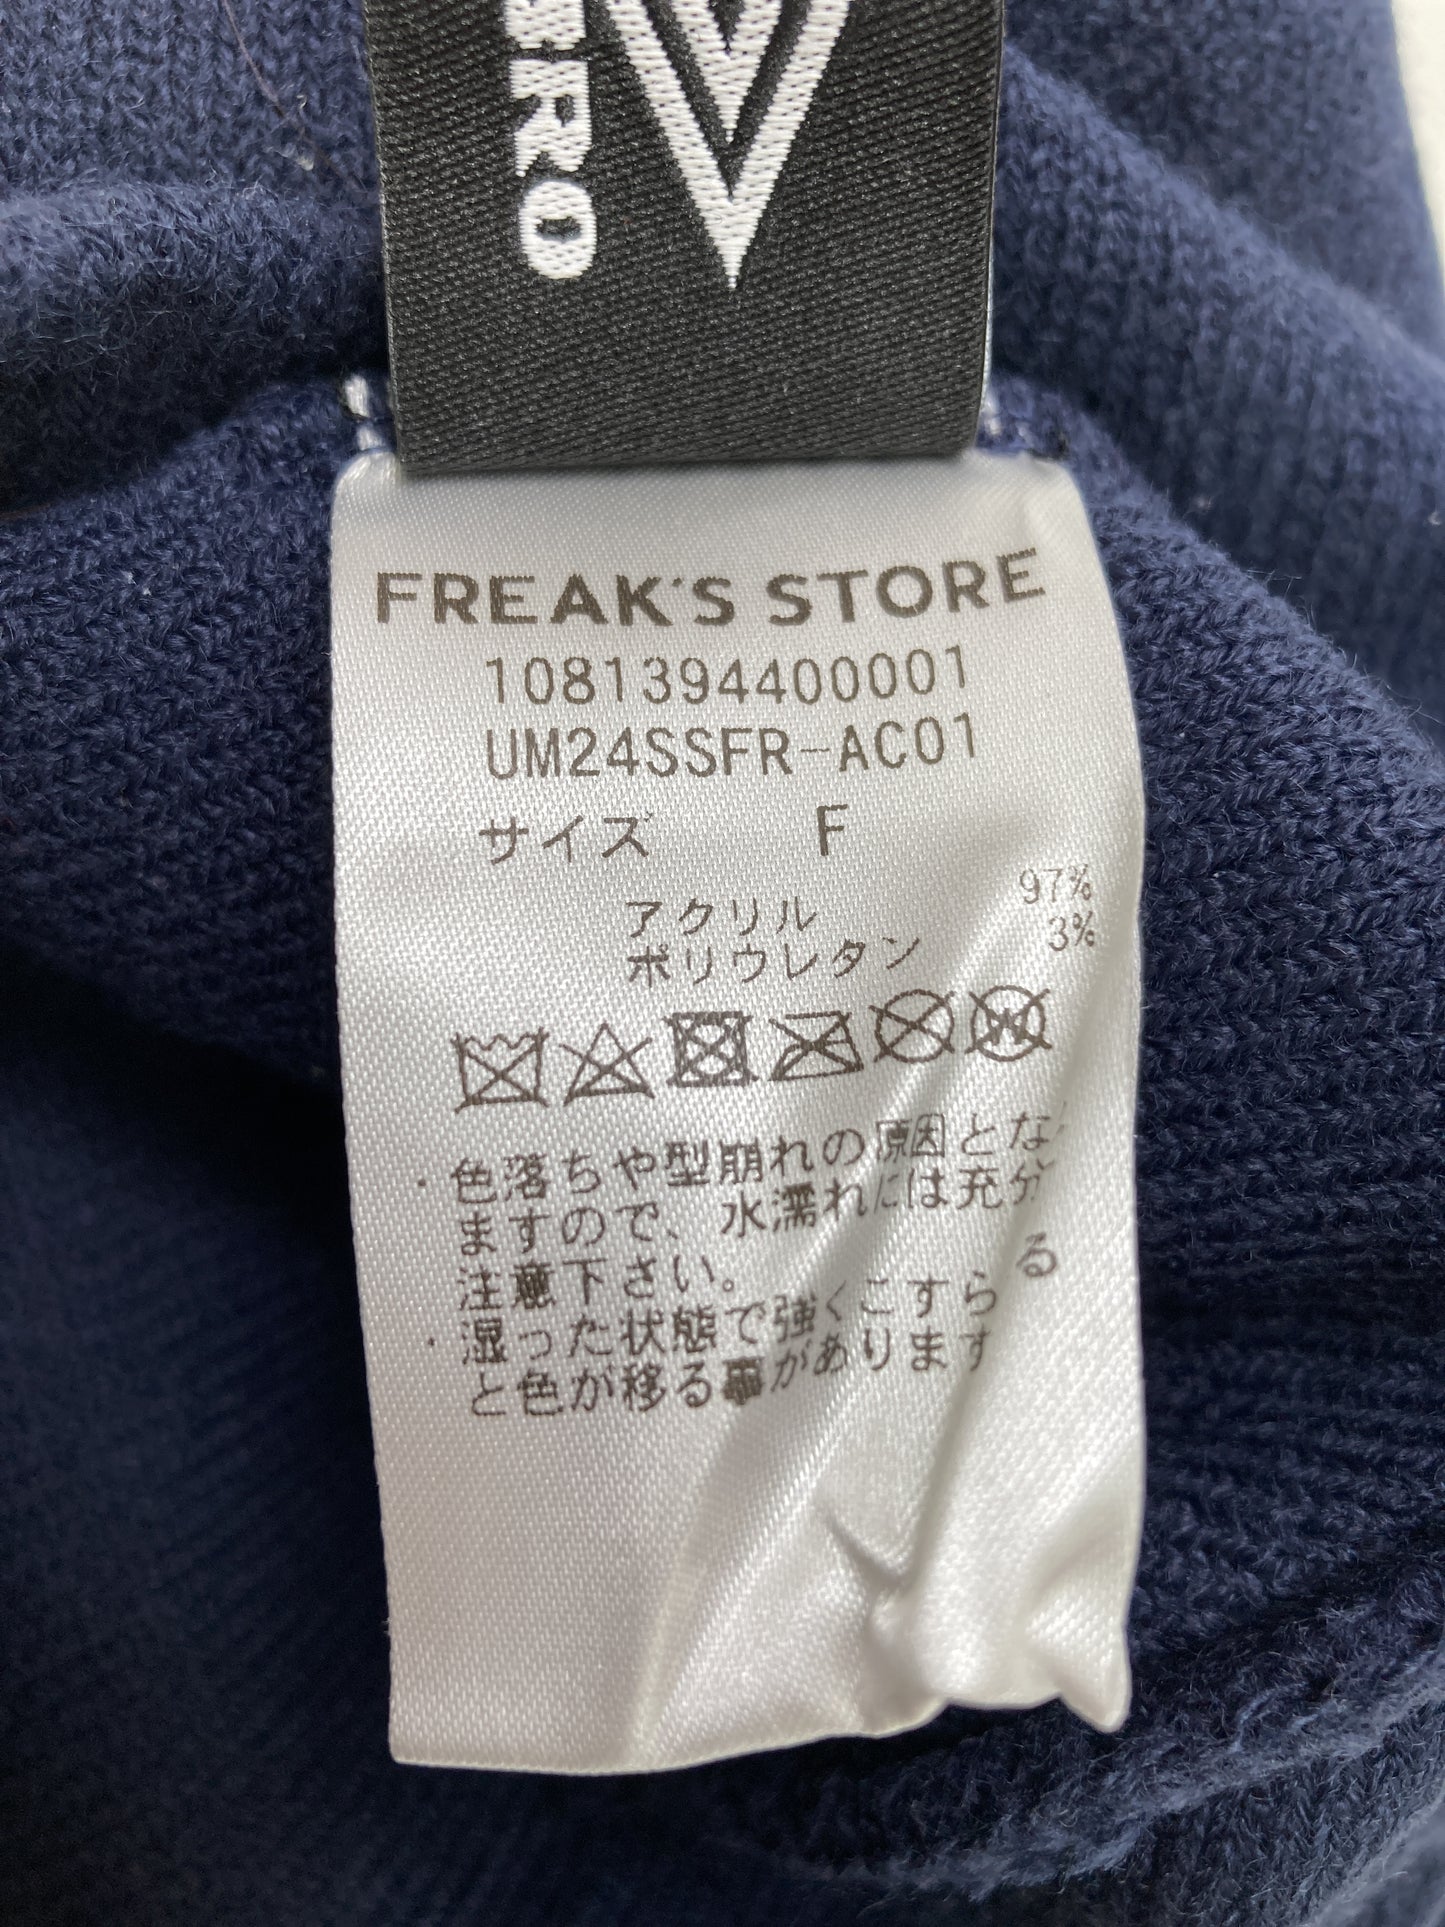 FREAK'S STORE
1081394400001
UM24SSFR-AC01
サイズ F
アクリル 97%
ポリウレタン 3%
W
・色落ちや型崩れの原因とな
ますので、水濡れには充分
注意下さい。
・湿った状態で強くこすら る
と色が移る事があります